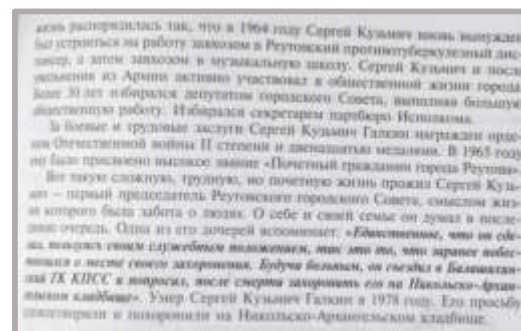 жизнь распорядилась так, что в 1964 году Сергей Кузьмич вновь вынужден
был устроиться на работу завхозом в Реутовский противотуберкулезный дис-
пансер, а затем завхозом в музыкальную школу. Сергей Кузьмич и после
увольнения из Армии активно участвовал в общественной жизни города.
Более 30 лет избирался депутатом городского Совета, выполняя большую
общественную работу. Избирался секретарем партбюро Исполкома.
За боевые и трудовые заслуги Сергей Кузьмич Галкин награжден орде-
ном Отечественной войны II степени и двенадцатью медалями. В 1965 году
ему было присвоено высокое звание «Почетный гражданин города Реутова».
Вот такую сложную, трудную, но почетную жизнь прожил Сергей Кузь-
мич – первый председатель Реутовского городского Совета, смыслом жиз-
ни которого была забота о людях. О себе и своей семье он думал в после-
днюю очередь. Одна из его дочерей вспоминает: «Единственное, что он сде-
лал, пользуясь своим служебным положением, так это то, что заранее побес-
покоился о месте своего захоронения. Будучи больным, он съездил в Балашихин-
ский ГК КПСС и попросил, после смерти захоронить его на Никольско-Архан-
гельском кладбище». Умер Сергей Кузьмич Галкин в 1978 году. Его просьбу
удовлетворили и похоронили на Никольско-Архангельском кладбище.